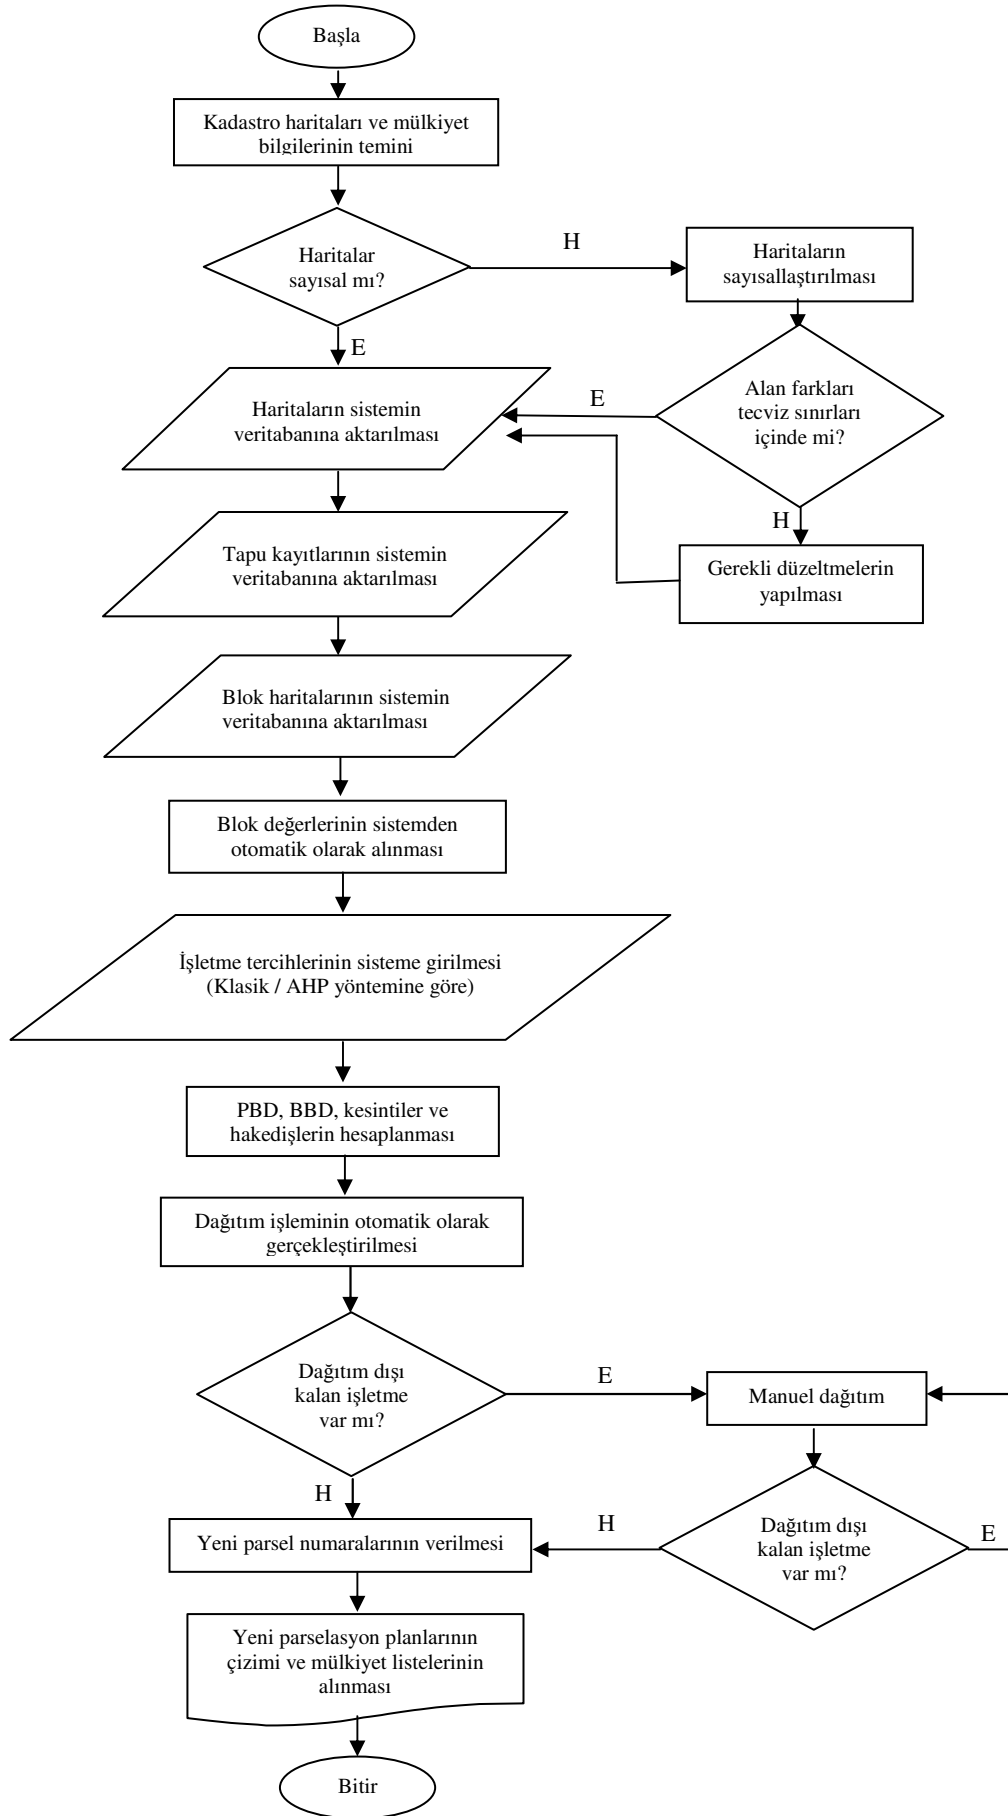 Başla
Kadastro haritaları ve mülkiyet
bilgilerinin temini
Haritalar
sayısal mı?
H
Haritaların
sayısallaştırılması
E
Alan farkları
tecviz sınırları
içinde mi?
E
Haritaların sistemin
veritabanına aktarılması
H
Gerekli düzeltmelerin
yapılması
Tapu kayıtlarının sistemin
veritabanına aktarılması
Blok haritalarının sistemin
veritabanına aktarılması
Blok değerlerinin sistemden
otomatik olarak alınması
İşletme tercihlerinin sisteme girilmesi
(Klasik / AHP yöntemine göre)
PBD, BBD, kesintiler ve
hakedişlerin hesaplanması
Dağıtım işleminin otomatik olarak
gerçekleştirilmesi
Dağıtım dışı
kalan işletme
var mı?
E
Manuel dağıtım
H
Yeni parsel numaralarının verilmesi
H
Dağıtım dışı
kalan işletme
var mı?
E
Yeni parselasyon planlarının
çizimi ve mülkiyet listelerinin
alınması
Bitir